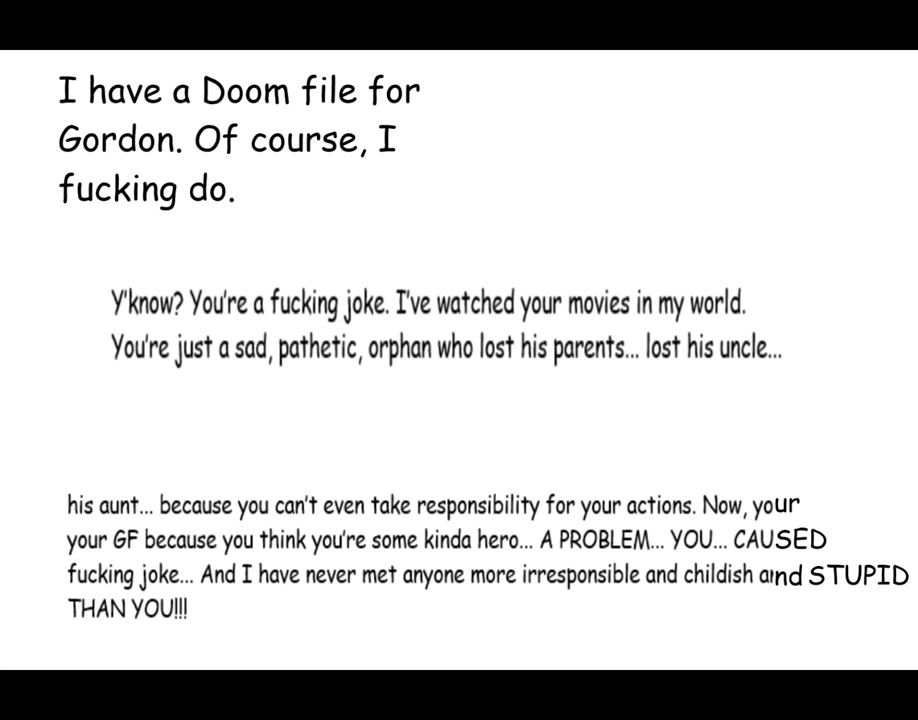 I have a Doom file for
Gordon. Of course, I
fucking do.
Y'know? You're a fucking joke. I've watched your movies in my world.
You're just a sad, pathetic, orphan who lost his parents... lost his uncle...
his aunt... because you can't even take responsibility for your actions. Now, your
your GF because you think you're some kinda hero... A PROBLEM... YOU... CAUSED
fucking joke... And I have never met anyone more irresponsible and childish and STUPID
THAN YOU!!!